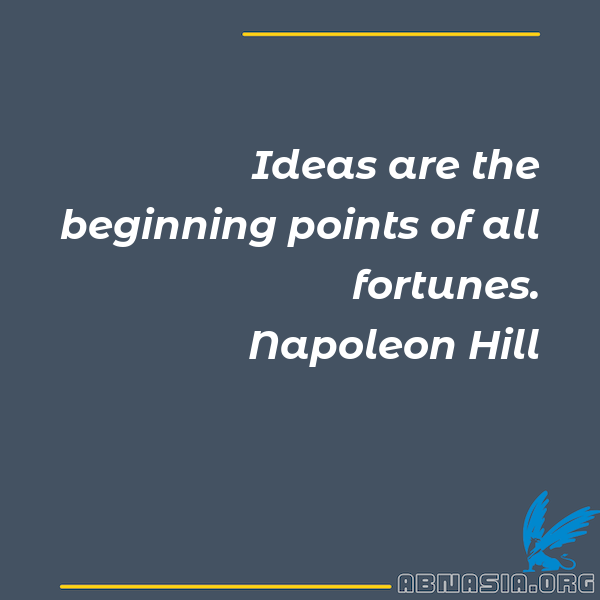 Ideas are the
beginning points of all
fortunes.
Napoleon Hill
ABNASIA.ORG